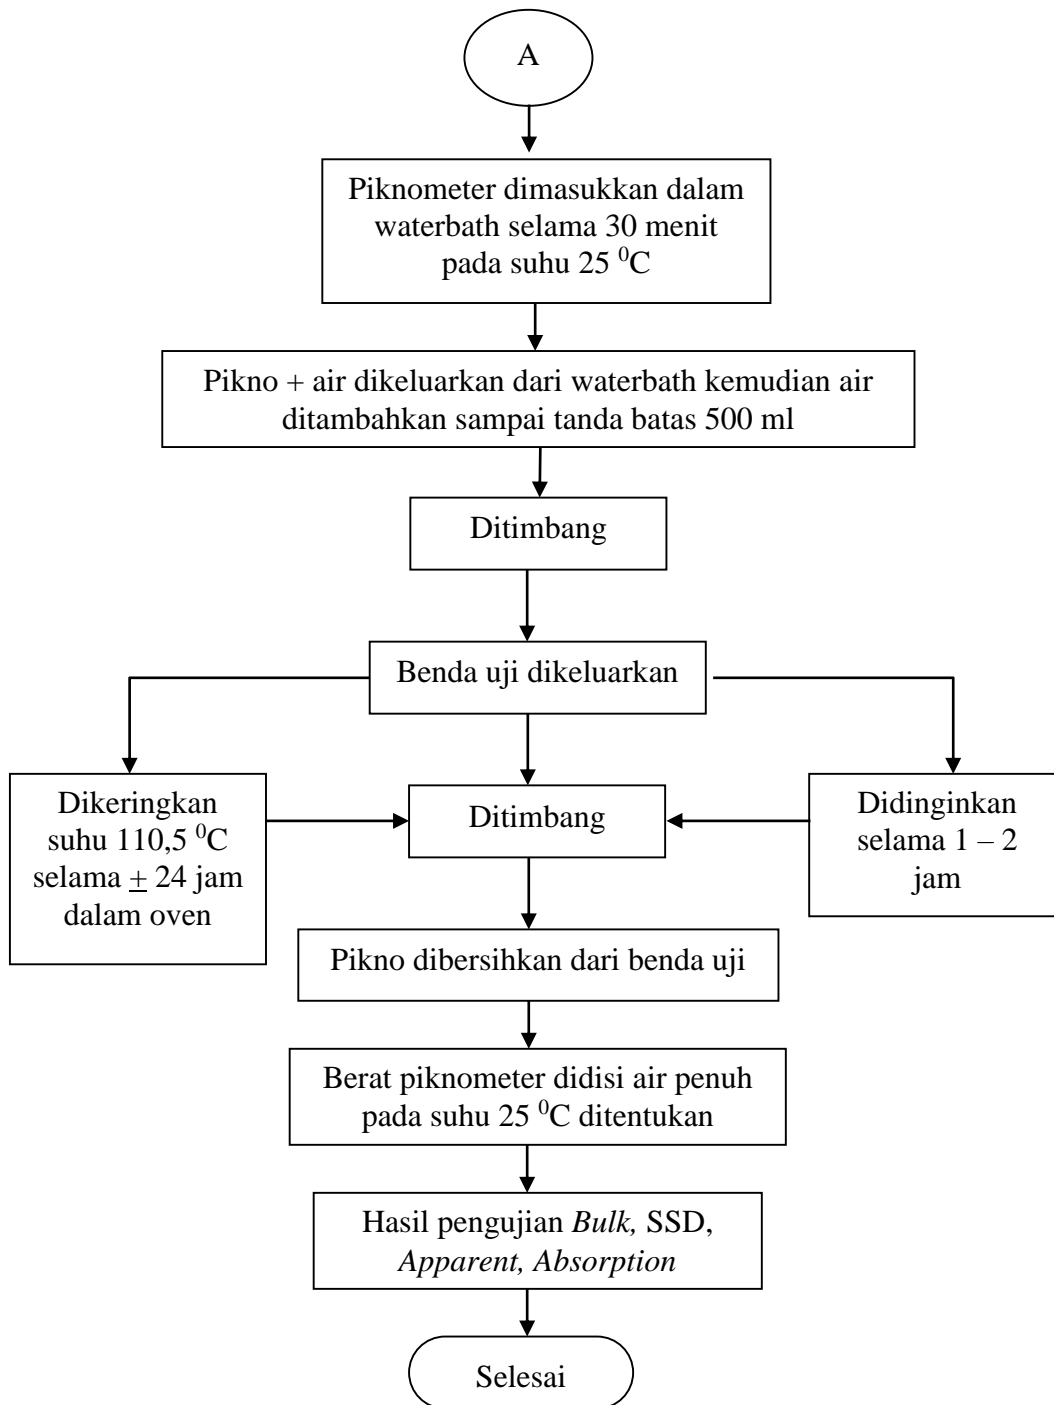 A
Piknometer dimasukkan dalam
waterbath selama 30 menit
pada suhu 25 ⁰C
Pikno + air dikeluarkan dari waterbath kemudian air
ditambahkan sampai tanda batas 500 ml
Ditimbang
Benda uji dikeluarkan
Dikeringkan
suhu 110,5 ⁰C
selama + 24 jam
dalam oven
Ditimbang
Didinginkan
selama 1 – 2
jam
Pikno dibersihkan dari benda uji
Berat piknometer didisi air penuh
pada suhu 25 ⁰C ditentukan
Hasil pengujian Bulk, SSD,
Apparent, Absorption
Selesai